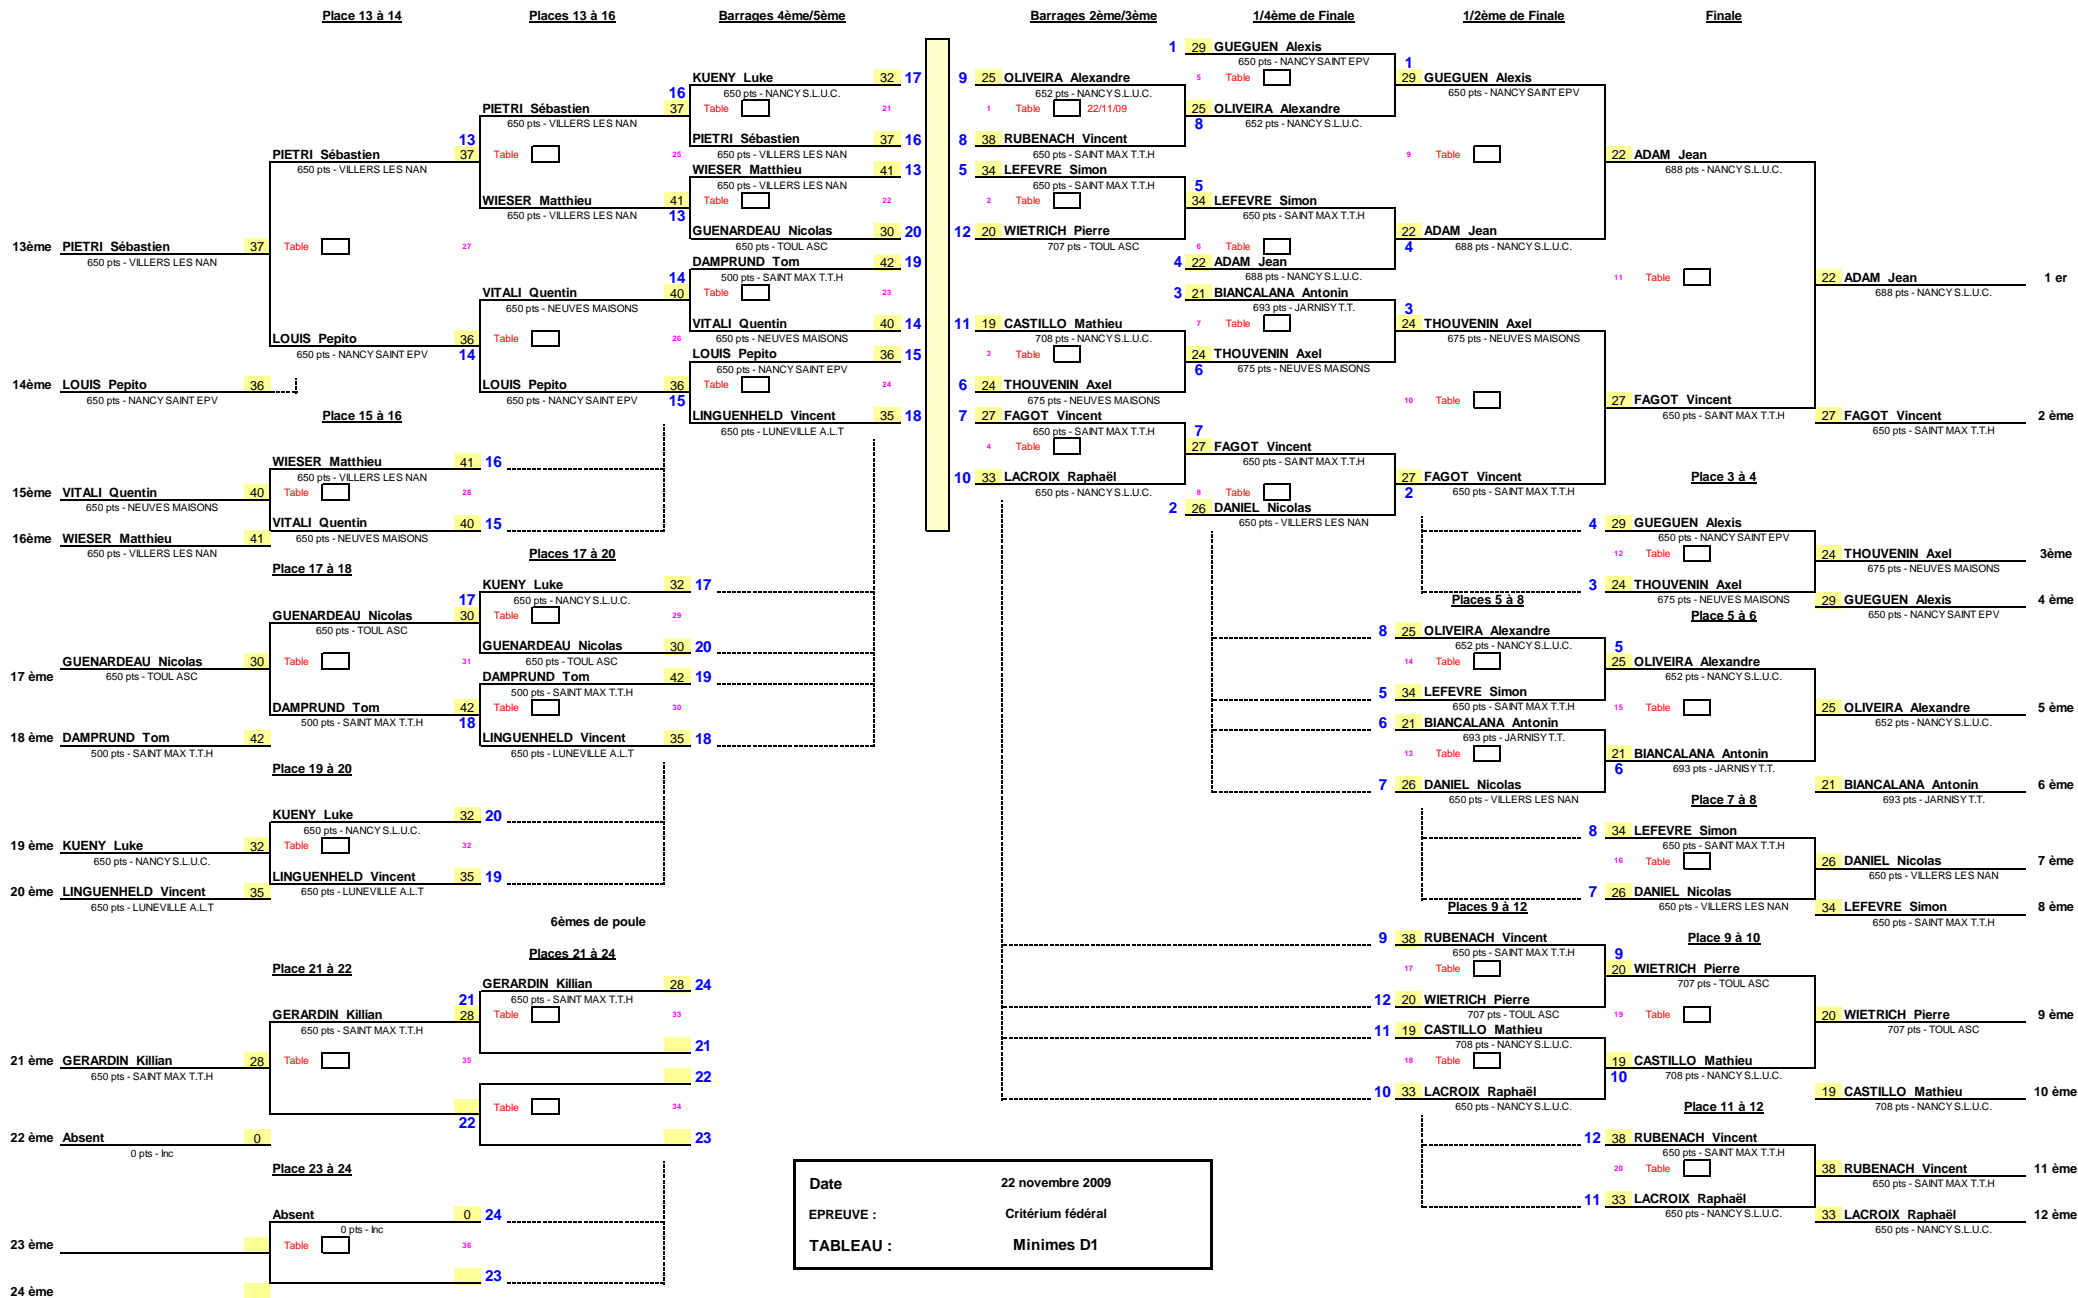 Place 13 à 14 Places 13 à 16 Barrages 4ème/5ème Barrages 2ème/3ème 1/4ème de Finale 1/2ème de Finale Finale
1 29 GUEGUEN Alexis
650 pts - NANCY SAINT EPV 1
KUENY Luke 32 17 9 25 OLIVEIRA Alexandre 5 Table 29 GUEGUEN Alexis
16 650 pts - NANCY S.L.U.C. 652 pts - NANCY S.L.U.C. 650 pts - NANCY SAINT EPV
PIETRI Sébastien 37 Table 21 1 Table 22/11/09 25 OLIVEIRA Alexandre
650 pts - VILLERS LES NAN 8 652 pts - NANCY S.L.U.C.
13 PIETRI Sébastien 37 16 8 38 RUBENACH Vincent
PIETRI Sébastien 37 Table 25 650 pts - VILLERS LES NAN 650 pts - SAINT MAX T.T.H 9 Table 22 ADAM Jean
650 pts - VILLERS LES NAN WIESER Matthieu 41 13 5 34 LEFEVRE Simon 688 pts - NANCY S.L.U.C.
650 pts - VILLERS LES NAN 650 pts - SAINT MAX T.T.H 5
WIESER Matthieu 41 Table 22 2 Table 34 LEFEVRE Simon
650 pts - VILLERS LES NAN 13 650 pts - SAINT MAX T.T.H
GUENARDEAU Nicolas 30 20 12 20 WIETRICH Pierre 22 ADAM Jean
13ème PIETRI Sébastien 37 Table 27 650 pts - TOUL ASC 707 pts - TOUL ASC 6 Table 4 688 pts - NANCY S.L.U.C.
650 pts - VILLERS LES NAN DAMPRUND Tom 42 19 4 22 ADAM Jean
14 500 pts - SAINT MAX T.T.H 688 pts - NANCY S.L.U.C. 11 Table 22 ADAM Jean 1 er
VITALI Quentin 40 Table 23 3 21 BIANCALANA Antonin 688 pts - NANCY S.L.U.C.
650 pts - NEUVES MAISONS 693 pts - JARNISY T.T. 3
VITALI Quentin 40 14 11 19 CASTILLO Mathieu 7 Table 24 THOUVENIN Axel
LOUIS Pepito 36 Table 26 650 pts - NEUVES MAISONS 708 pts - NANCY S.L.U.C. 675 pts - NEUVES MAISONS
650 pts - NANCY SAINT EPV 14 LOUIS Pepito 36 15 3 Table 24 THOUVENIN Axel
650 pts - NANCY SAINT EPV 6 675 pts - NEUVES MAISONS
14ème LOUIS Pepito 36 LOUIS Pepito 36 Table 24 6 24 THOUVENIN Axel
650 pts - NANCY SAINT EPV 650 pts - NANCY SAINT EPV 15 675 pts - NEUVES MAISONS 10 Table 27 FAGOT Vincent
Place 15 à 16 LINGUENHELD Vincent 35 18 7 27 FAGOT Vincent 650 pts - SAINT MAX T.T.H 27 FAGOT Vincent 2 ème
650 pts - LUNEVILLE A.L.T 650 pts - SAINT MAX T.T.H 7 650 pts - SAINT MAX T.T.H
4 Table 27 FAGOT Vincent
WIESER Matthieu 41 16 650 pts - SAINT MAX T.T.H
650 pts - VILLERS LES NAN 10 33 LACROIX Raphaël 27 FAGOT Vincent Place 3 à 4
15ème VITALI Quentin 40 Table 28 650 pts - NANCY S.L.U.C. 8 Table 2 650 pts - SAINT MAX T.T.H
650 pts - NEUVES MAISONS 2 26 DANIEL Nicolas
VITALI Quentin 40 15 650 pts - VILLERS LES NAN 4 29 GUEGUEN Alexis
16ème WIESER Matthieu 41 650 pts - NEUVES MAISONS 650 pts - NANCY SAINT EPV
650 pts - VILLERS LES NAN Places 17 à 20 12 Table 24 THOUVENIN Axel 3ème
Place 17 à 18 675 pts - NEUVES MAISONS
KUENY Luke 32 17 3 24 THOUVENIN Axel
17 650 pts - NANCY S.L.U.C. Places 5 à 8 675 pts - NEUVES MAISONS 29 GUEGUEN Alexis 4 ème
GUENARDEAU Nicolas 30 Table 29 Place 5 à 6 650 pts - NANCY SAINT EPV
650 pts - TOUL ASC 8 25 OLIVEIRA Alexandre
GUENARDEAU Nicolas 30 20 652 pts - NANCY S.L.U.C. 5
GUENARDEAU Nicolas 30 Table 31 650 pts - TOUL ASC 14 Table 25 OLIVEIRA Alexandre
17 ème 650 pts - TOUL ASC DAMPRUND Tom 42 19 652 pts - NANCY S.L.U.C.
500 pts - SAINT MAX T.T.H 5 34 LEFEVRE Simon
DAMPRUND Tom 42 Table 30 650 pts - SAINT MAX T.T.H 15 Table 25 OLIVEIRA Alexandre 5 ème
500 pts - SAINT MAX T.T.H 18 6 21 BIANCALANA Antonin 652 pts - NANCY S.L.U.C.
18 ème DAMPRUND Tom 42 LINGUENHELD Vincent 35 18 693 pts - JARNISY T.T.
500 pts - SAINT MAX T.T.H 650 pts - LUNEVILLE A.L.T 13 Table 21 BIANCALANA Antonin
Place 19 à 20 6 693 pts - JARNISY T.T.
7 26 DANIEL Nicolas 21 BIANCALANA Antonin 6 ème
650 pts - VILLERS LES NAN Place 7 à 8 693 pts - JARNISY T.T.
KUENY Luke 32 20
650 pts - NANCY S.L.U.C. 8 34 LEFEVRE Simon
19 ème KUENY Luke 32 Table 32 650 pts - SAINT MAX T.T.H
650 pts - NANCY S.L.U.C. 16 Table 26 DANIEL Nicolas 7 ème
LINGUENHELD Vincent 35 19 650 pts - VILLERS LES NAN
20 ème LINGUENHELD Vincent 35 650 pts - LUNEVILLE A.L.T 7 26 DANIEL Nicolas
650 pts - LUNEVILLE A.L.T Places 9 à 12 650 pts - VILLERS LES NAN 34 LEFEVRE Simon 8 ème
6èmes de poule 650 pts - SAINT MAX T.T.H
9 38 RUBENACH Vincent Place 9 à 10
Places 21 à 24 650 pts - SAINT MAX T.T.H 9
Place 21 à 22 17 Table 20 WIETRICH Pierre
GERARDIN Killian 28 24 707 pts - TOUL ASC
21 650 pts - SAINT MAX T.T.H 12 20 WIETRICH Pierre
GERARDIN Killian 28 Table 33 707 pts - TOUL ASC 19 Table 20 WIETRICH Pierre 9 ème
650 pts - SAINT MAX T.T.H 11 19 CASTILLO Mathieu 707 pts - TOUL ASC
21 708 pts - NANCY S.L.U.C.
21 ème GERARDIN Killian 28 Table 35 18 Table 19 CASTILLO Mathieu
650 pts - SAINT MAX T.T.H 22 10 708 pts - NANCY S.L.U.C.
10 33 LACROIX Raphaël 19 CASTILLO Mathieu 10 ème
Table 34 650 pts - NANCY S.L.U.C. Place 11 à 12 708 pts - NANCY S.L.U.C.
22
22 ème Absent 0 23 12 38 RUBENACH Vincent
0 pts - Inc 650 pts - SAINT MAX T.T.H
Place 23 à 24 20 Table 38 RUBENACH Vincent 11 ème
Date 22 novembre 2009 650 pts - SAINT MAX T.T.H
11 33 LACROIX Raphaël
Absent 0 24 EPREUVE : Critérium fédéral 650 pts - NANCY S.L.U.C. 33 LACROIX Raphaël 12 ème
0 pts - Inc 650 pts - NANCY S.L.U.C.
23 ème Table 36 TABLEAU : Minimes D1
23
24 ème